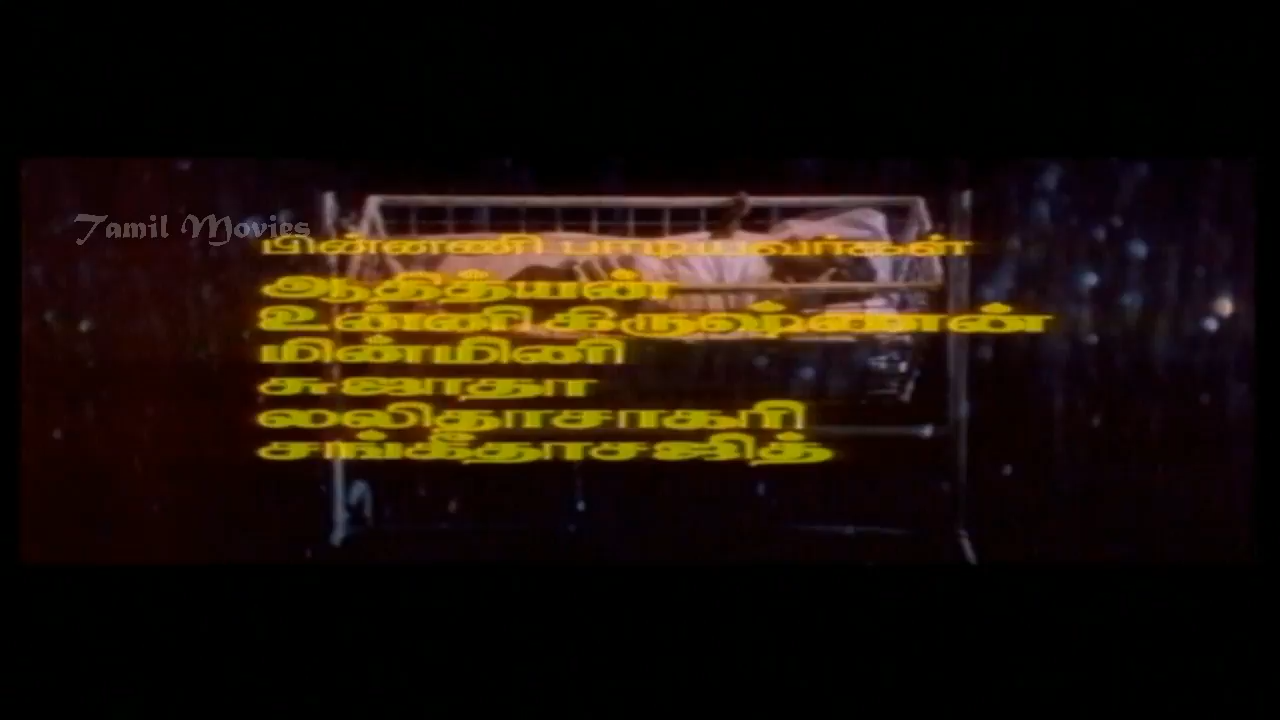 Tamil Movies
பின்னணி பாடியவர்கள்
ஆதித்யன்
உன்னி கிருஷ்ணன்
மின்மினி
சுஜாதா
லலிதாசாகரி
சங்கீதாசஜித்